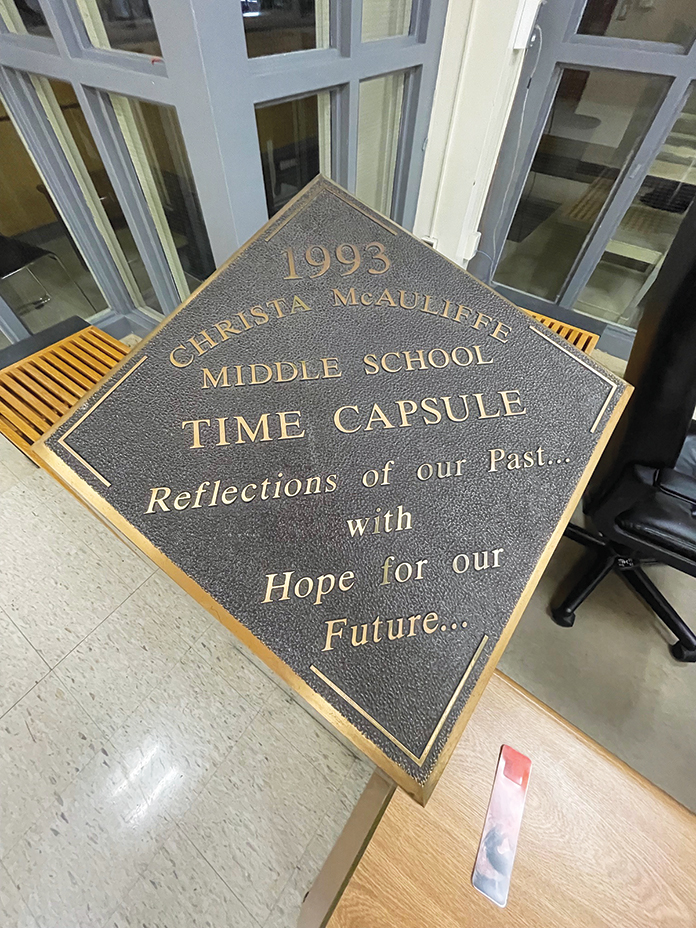 1993
CHRISTA McAULIFFE
MIDDLE SCHOOL
TIME CAPSULE
Reflections of our Past...
with
Hope for our
Future...